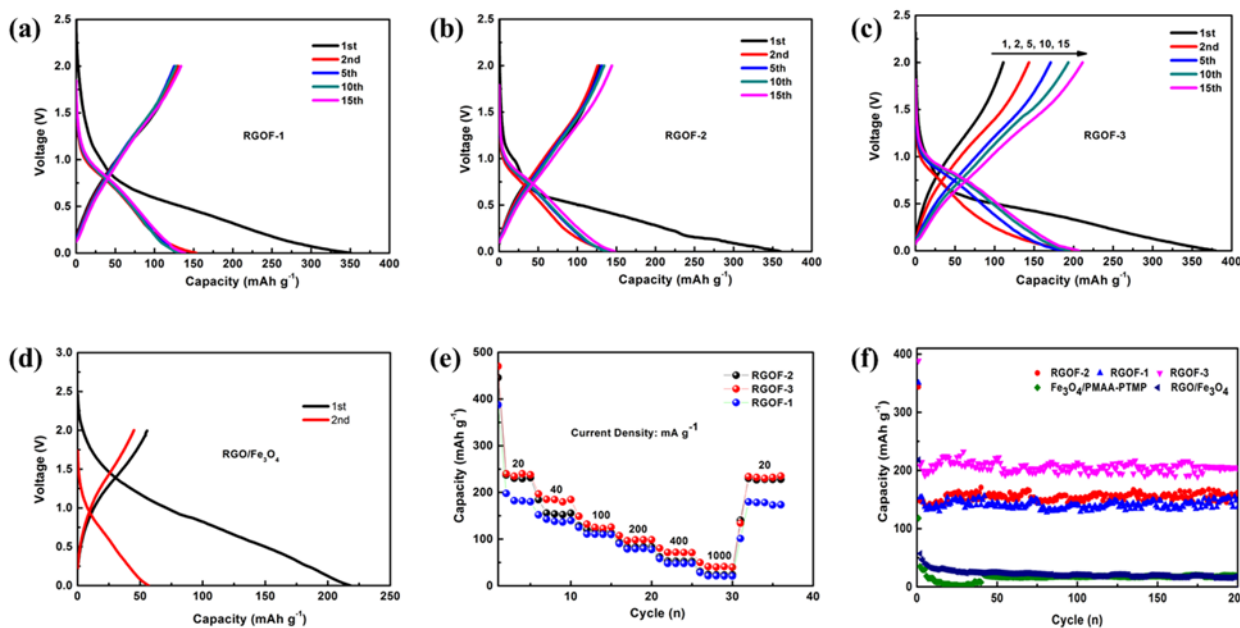 (a)
2.5
2.0
1.5
1.0
0.5
0.0
Voltage (V)
1st
2nd
5th
10th
15th
RGOF-1
0 50 100 150 200 250 300 350 400
Capacity (mAh g⁻¹)
(b)
2.5
2.0
1.5
1.0
0.5
0.0
Voltage (V)
1st
2nd
5th
10th
15th
RGOF-2
0 50 100 150 200 250 300 350 400
Capacity (mAh g⁻¹)
(c)
2.5
2.0
1.5
1.0
0.5
0.0
Voltage (V)
1, 2, 5, 10, 15
1st
2nd
5th
10th
15th
RGOF-3
0 50 100 150 200 250 300 350 400
Capacity (mAh g⁻¹)
(d)
3.0
2.5
2.0
1.5
1.0
0.5
0.0
Voltage (V)
1st
2nd
RGO/Fe₃O₄
0 50 100 150 200 250
Capacity (mAh g⁻¹)
(e)
500
400
300
200
100
0
Capacity (mAh g⁻¹)
RGOF-2
RGOF-3
RGOF-1
Current Density: mA g⁻¹
20
40
100
200
400
1000
20
10 20 30 40
Cycle (n)
(f)
400
300
200
100
0
Capacity (mAh g⁻¹)
RGOF-2 RGOF-1 RGOF-3
Fe₃O₄/PMAA-PTMP RGO/Fe₃O₄
0 25 50 75 100 125 150 175 200
Cycle (n)